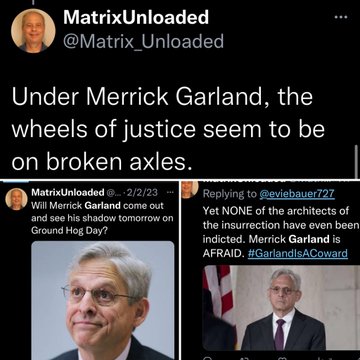 MatrixUnloaded
@Matrix_Unloaded
Under Merrick Garland, the
wheels of justice seem to be
on broken axles.
MatrixUnloaded @... · 2/2/23
Will Merrick Garland come out
and see his shadow tomorrow on
Ground Hog Day?
Replying to @eviebauer727
Yet NONE of the architects of
the insurrection have even been
indicted. Merrick Garland is
AFRAID. #GarlandIsACoward